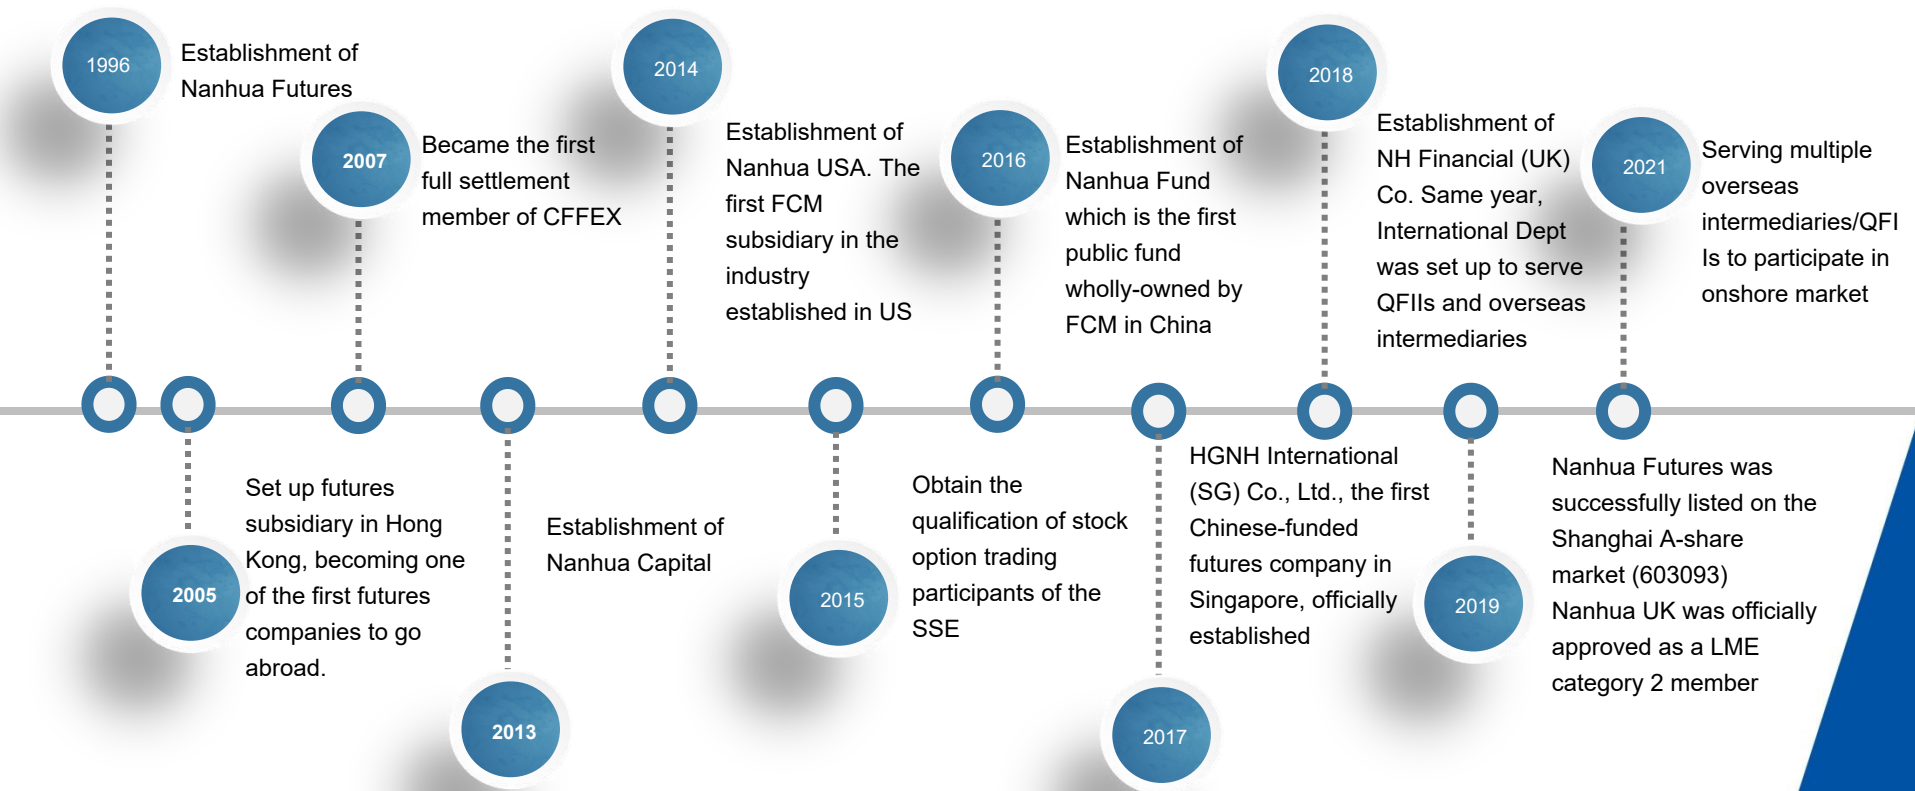 1996
Establishment of
Nanhua Futures
2007
Became the first
full settlement
member of CFFEX
2014
Establishment of
Nanhua USA. The
first FCM
subsidiary in the
industry
established in US
2016
Establishment of
Nanhua Fund
which is the first
public fund
wholly-owned by
FCM in China
2018
Establishment of
NH Financial (UK)
Co. Same year,
International Dept
was set up to serve
QFIIs and overseas
intermediaries
2021
Serving multiple
overseas
intermediaries/QFI
Is to participate in
onshore market
2005
Set up futures
subsidiary in Hong
Kong, becoming one
of the first futures
companies to go
abroad.
2013
Establishment of
Nanhua Capital
2015
Obtain the
qualification of stock
option trading
participants of the
SSE
2017
HGNH International
(SG) Co., Ltd., the first
Chinese-funded
futures company in
Singapore, officially
established
2019
Nanhua Futures was
successfully listed on the
Shanghai A-share
market (603093)
Nanhua UK was officially
approved as a LME
category 2 member